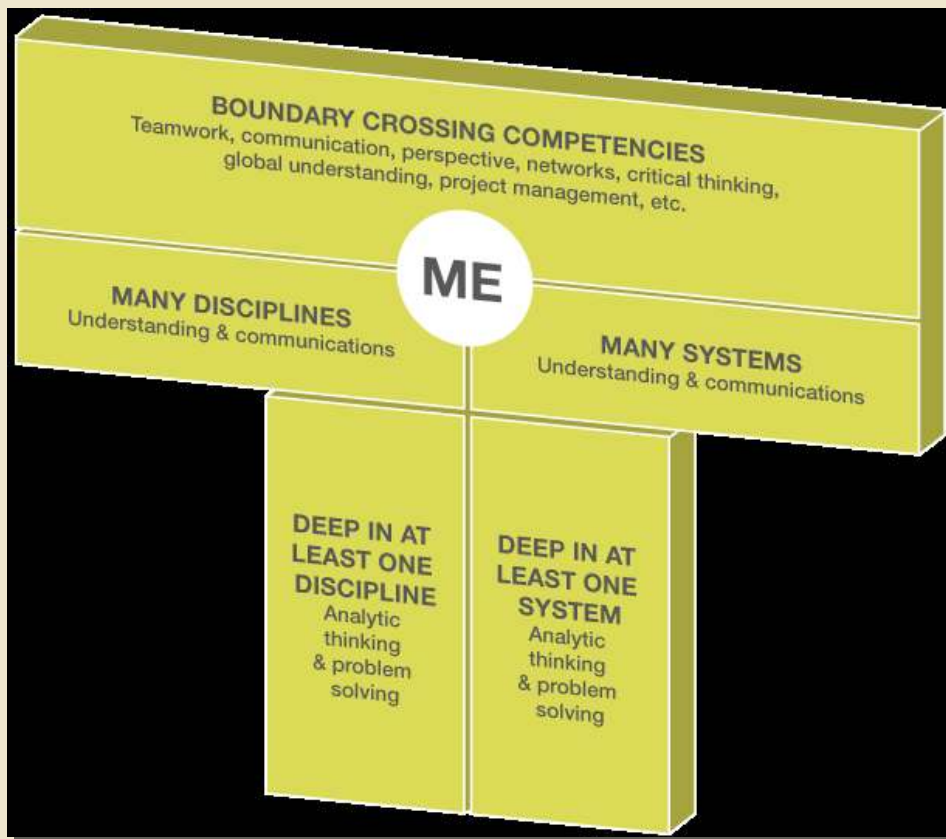 BOUNDARY CROSSING COMPETENCIES
Teamwork, communication, perspective, networks, critical thinking,
global understanding, project management, etc.
ME
MANY DISCIPLINES
Understanding & communications
MANY SYSTEMS
Understanding & communications
DEEP IN AT
LEAST ONE
DISCIPLINE
Analytic
thinking
& problem
solving
DEEP IN AT
LEAST ONE
SYSTEM
Analytic
thinking
& problem
solving